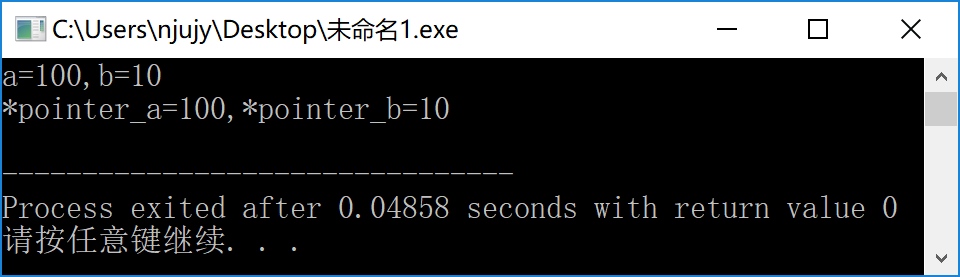 C:\Users\njujy\Desktop\未命名1.exe
a=100,b=10
*pointer_a=100,*pointer_b=10
--------------------------------
Process exited after 0.04858 seconds with return value 0
请按任意键继续. . .